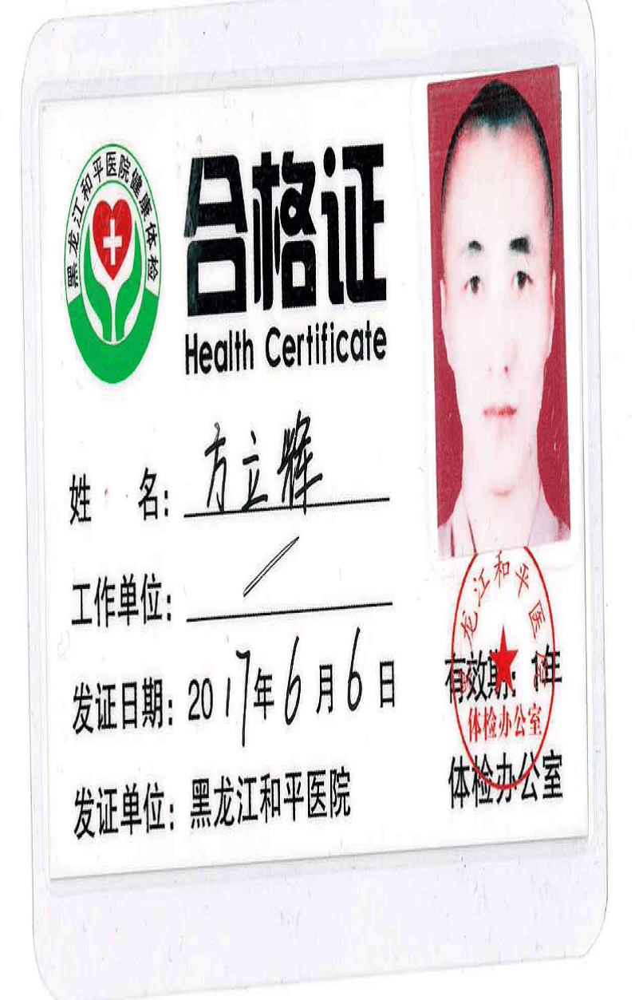 黑龙江和平医院健康体检
合格证
Health Certificate
姓 名：方立辉
工作单位：
发证日期：2017年6月6日
有效期：1年
发证单位：黑龙江和平医院
体检办公室
黑龙江和平医院
体检办公室